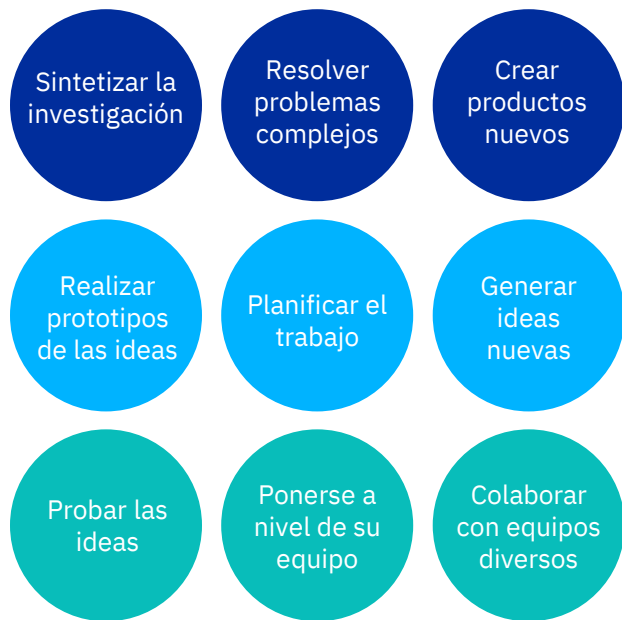 Sintetizar la
investigación
Resolver
problemas
complejos
Crear
productos
nuevos
Realizar
prototipos
de las ideas
Planificar el
trabajo
Generar
ideas
nuevas
Probar las
ideas
Ponerse a
nivel de su
equipo
Colaborar
con equipos
diversos